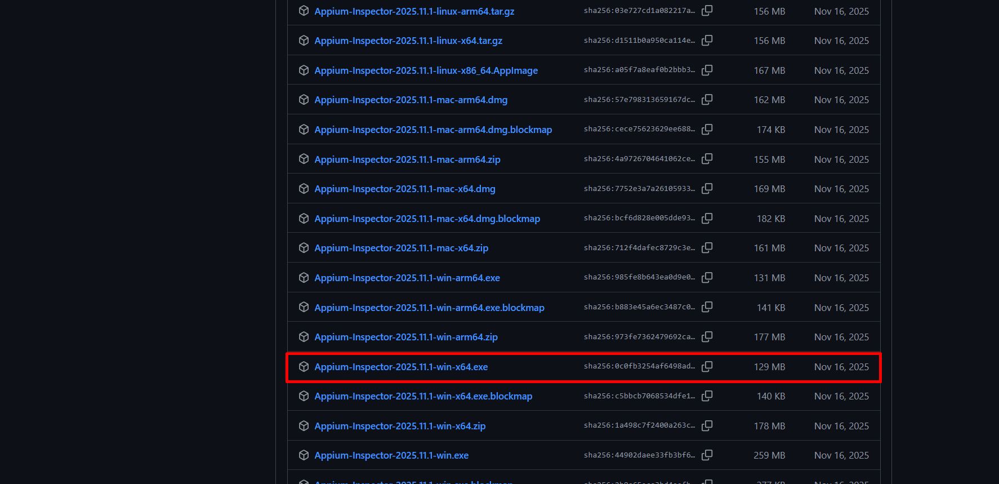 Appium-Inspector-2025.11.1-linux-arm64.tar.gz sha256:03e727cd1a082217a… 156 MB Nov 16, 2025
Appium-Inspector-2025.11.1-linux-x64.tar.gz sha256:d1511b0a950ca114e… 156 MB Nov 16, 2025
Appium-Inspector-2025.11.1-linux-x86_64.AppImage sha256:a05f7a8eaf0b2bbb3… 167 MB Nov 16, 2025
Appium-Inspector-2025.11.1-mac-arm64.dmg sha256:57e798313659167dc… 162 MB Nov 16, 2025
Appium-Inspector-2025.11.1-mac-arm64.dmg.blockmap sha256:cece75623629ee688… 174 KB Nov 16, 2025
Appium-Inspector-2025.11.1-mac-arm64.zip sha256:4a9726704641062ce… 155 MB Nov 16, 2025
Appium-Inspector-2025.11.1-mac-x64.dmg sha256:7752e3a7a26105933… 169 MB Nov 16, 2025
Appium-Inspector-2025.11.1-mac-x64.dmg.blockmap sha256:bcf6d828e005dde93… 182 KB Nov 16, 2025
Appium-Inspector-2025.11.1-mac-x64.zip sha256:712f4dafec8729c3e… 161 MB Nov 16, 2025
Appium-Inspector-2025.11.1-win-arm64.exe sha256:985fe8b643ea0d9e0… 131 MB Nov 16, 2025
Appium-Inspector-2025.11.1-win-arm64.exe.blockmap sha256:b883e45a6ec3487c0… 141 KB Nov 16, 2025
Appium-Inspector-2025.11.1-win-arm64.zip sha256:973fe7362479692ca… 177 MB Nov 16, 2025
Appium-Inspector-2025.11.1-win-x64.exe sha256:0c0fb3254af6498ad… 129 MB Nov 16, 2025
Appium-Inspector-2025.11.1-win-x64.exe.blockmap sha256:c5bbcb7068534dfe1… 140 KB Nov 16, 2025
Appium-Inspector-2025.11.1-win-x64.zip sha256:1a498c7f2400a263c… 178 MB Nov 16, 2025
Appium-Inspector-2025.11.1-win.exe sha256:44902daee33fb3bf6… 259 MB Nov 16, 2025